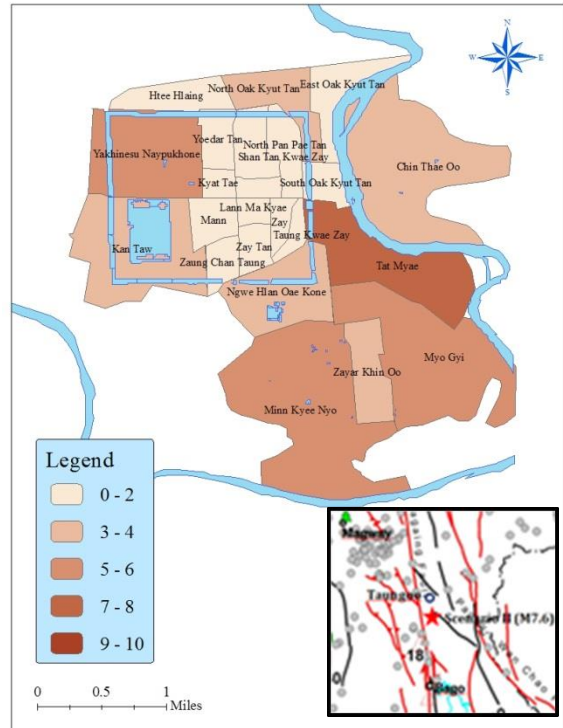 N
W E
S
Htee Hlaing
North Oak Kyut Tan
East Oak Kyut Tan
Yoedar Tan
North Pan Pae Tan
Yakhinesu Naypukhone
Shan Tan Kwae Zay
Chin Thae Oo
Kyat Tae
South Oak Kyut Tan
Lann Ma Kyae
Mann
Zay
Taung Kwae Zay
Kan Taw
Zay Tan
Zaung Chan Taung
Tat Myae
Ngwe Hlan Oae Kone
Myo Gyi
Zayar Khin Oo
Minn Kyee Nyo
Legend
0 - 2
3 - 4
5 - 6
7 - 8
9 - 10
0 0.5 1
Miles
Magway
Taungoo
Scenario II (M7.6)
18
Bago